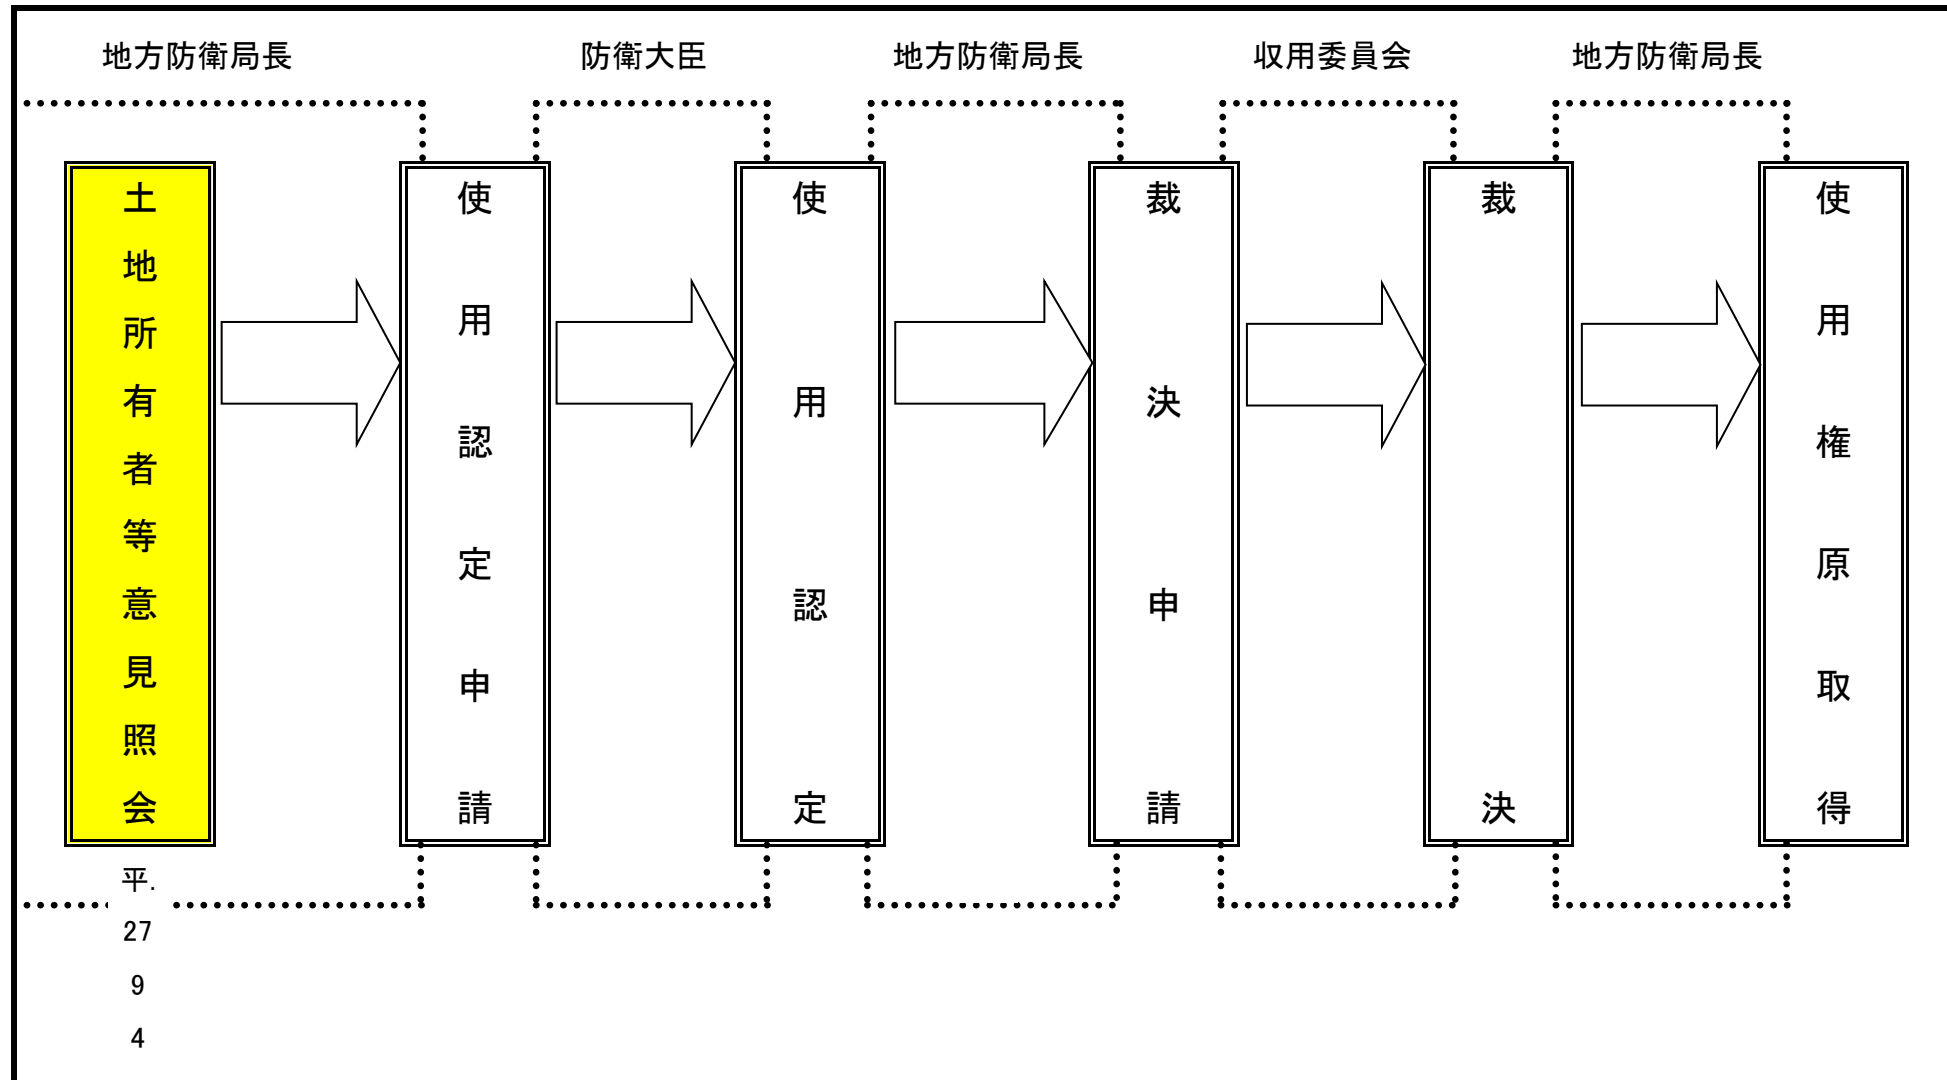 地方防衛局長
防衛大臣
地方防衛局長
収用委員会
地方防衛局長
土地所有者等意見照会
使用認定申請
使用認定
裁決申請
裁決
使用権原取得
平.
27
9
4